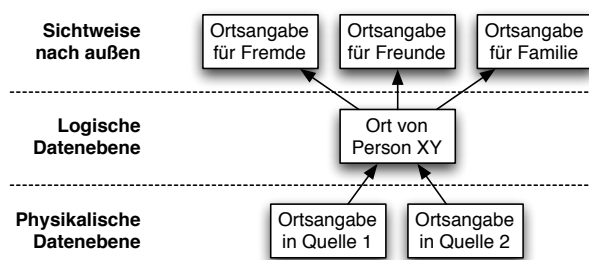 Sichtweise
nach außen
Ortsangabe
für Fremde
Ortsangabe
für Freunde
Ortsangabe
für Familie
Logische
Datenebene
Ort von
Person XY
Physikalische
Datenebene
Ortsangabe
in Quelle 1
Ortsangabe
in Quelle 2